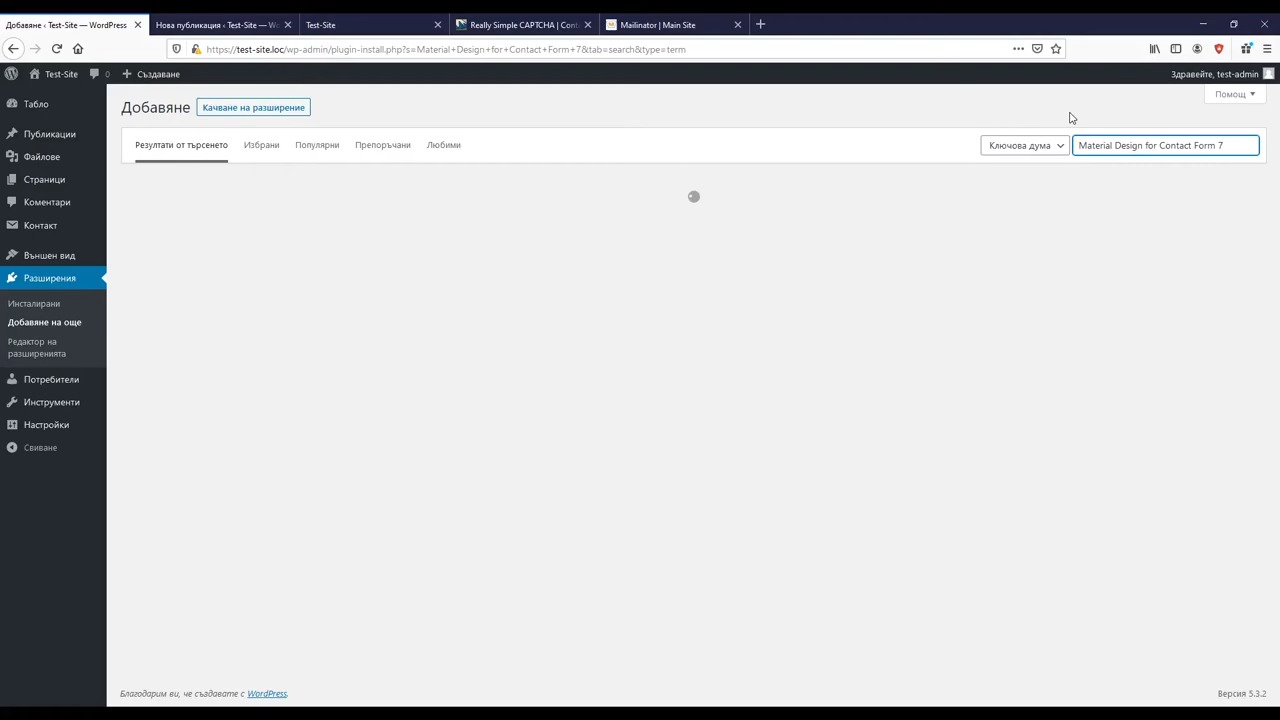 Добавяне ‹ Test-Site — WordPress
Нова публикация ‹ Test-Site — Wo
Test-Site
Really Simple CAPTCHA | Conta
Mailinator | Main Site
https://test-site.loc/wp-admin/plugin-install.php?s=Material+Design+for+Contact+Form+7&tab=search&type=term
Test-Site
0
Създаване
Здравейте, test-admin
Помощ
Табло
Публикации
Файлове
Страници
Коментари
Контакт
Външен вид
Разширения
Инсталирани
Добавяне на още
Редактор на
разширенията
Потребители
Инструменти
Настройки
Свиване
Добавяне
Качване на разширение
Резултати от търсенето
Избрани
Популярни
Препоръчани
Любими
Ключова дума
Material Design for Contact Form 7
Благодарим ви, че създавате с WordPress.
Версия 5.3.2